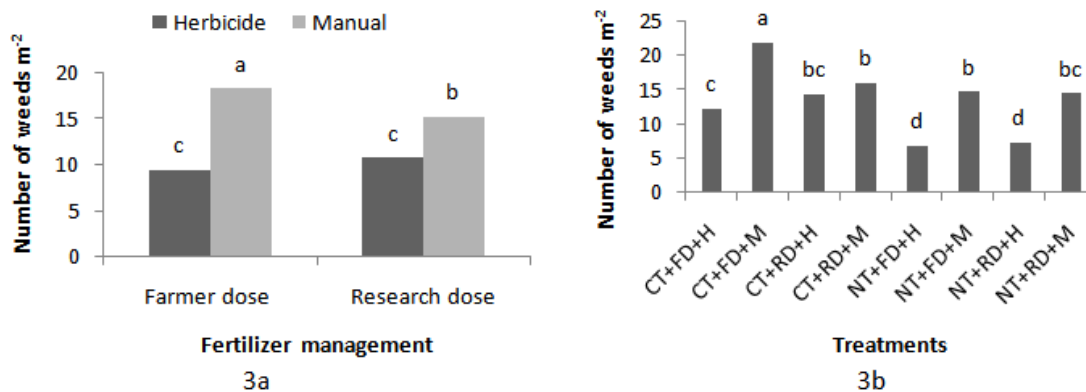 Herbicide Manual
Number of weeds m⁻²
20
15
10
5
0
a
b
c
c
Farmer dose Research dose
Fertilizer management
3a
Number of weeds m⁻²
25
20
15
10
5
0
c
a
bc
b
d
b
d
bc
CT+FD+H
CT+FD+M
CT+RD+H
CT+RD+M
NT+FD+H
NT+FD+M
NT+RD+H
NT+RD+M
Treatments
3b